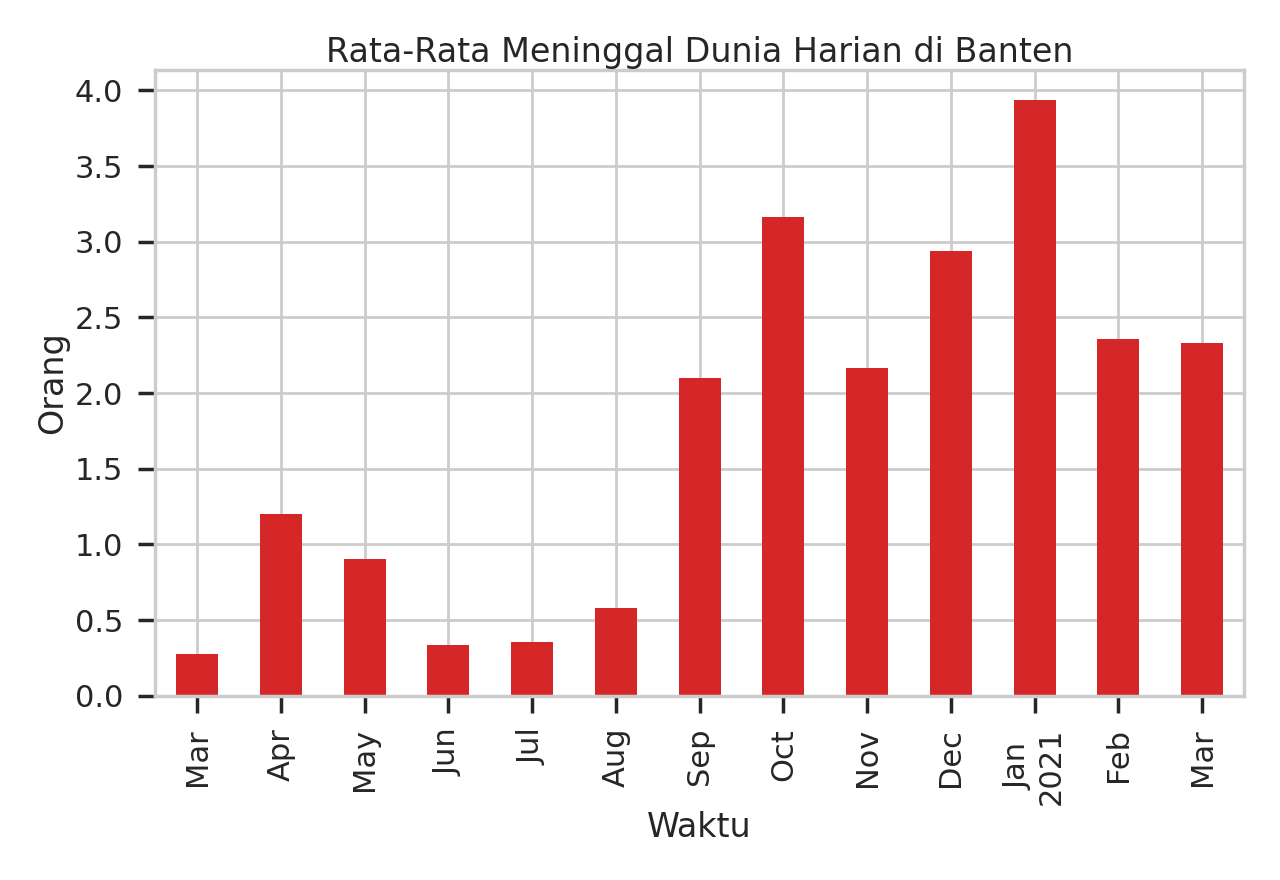 Rata-Rata Meninggal Dunia Harian di Banten
4.0
3.5
3.0
2.5
2.0
1.5
1.0
0.5
0.0
Orang
Mar
Apr
May
Jun
Jul
Aug
Sep
Oct
Nov
Dec
Jan
2021
Feb
Mar
Waktu